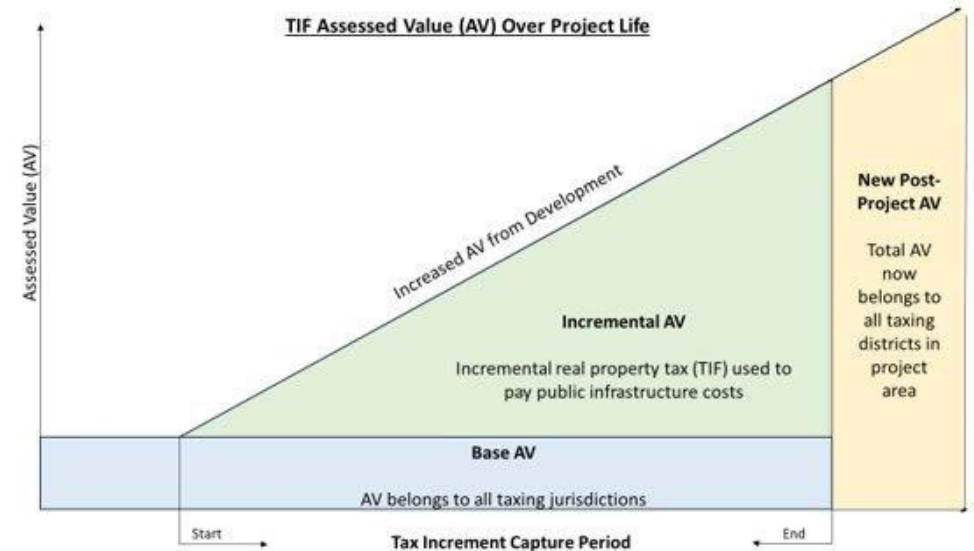 TIF Assessed Value (AV) Over Project Life
Assessed Value (AV)
Increased AV from Development
New Post-
Project AV
Total AV
now
belongs to
all taxing
districts in
project
area
Incremental AV
Incremental real property tax (TIF) used to
pay public infrastructure costs
Base AV
AV belongs to all taxing jurisdictions
Start
Tax Increment Capture Period
End